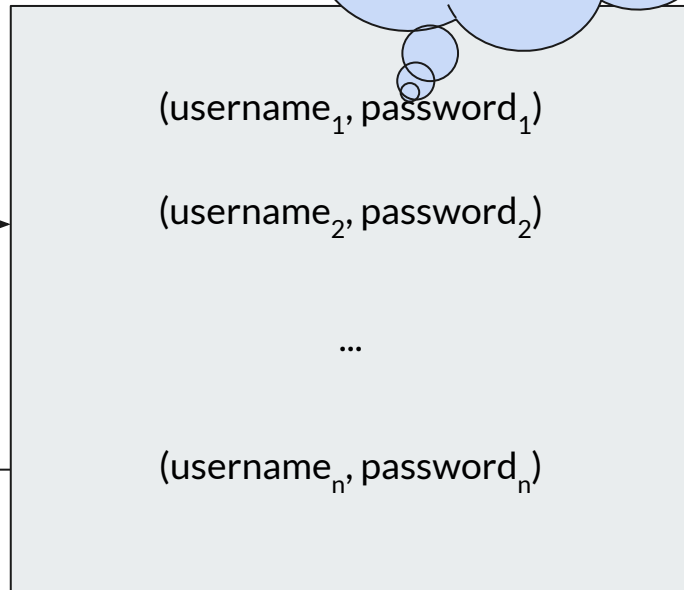 (username₁, password₁)
(username₂, password₂)
...
(usernameₙ, passwordₙ)